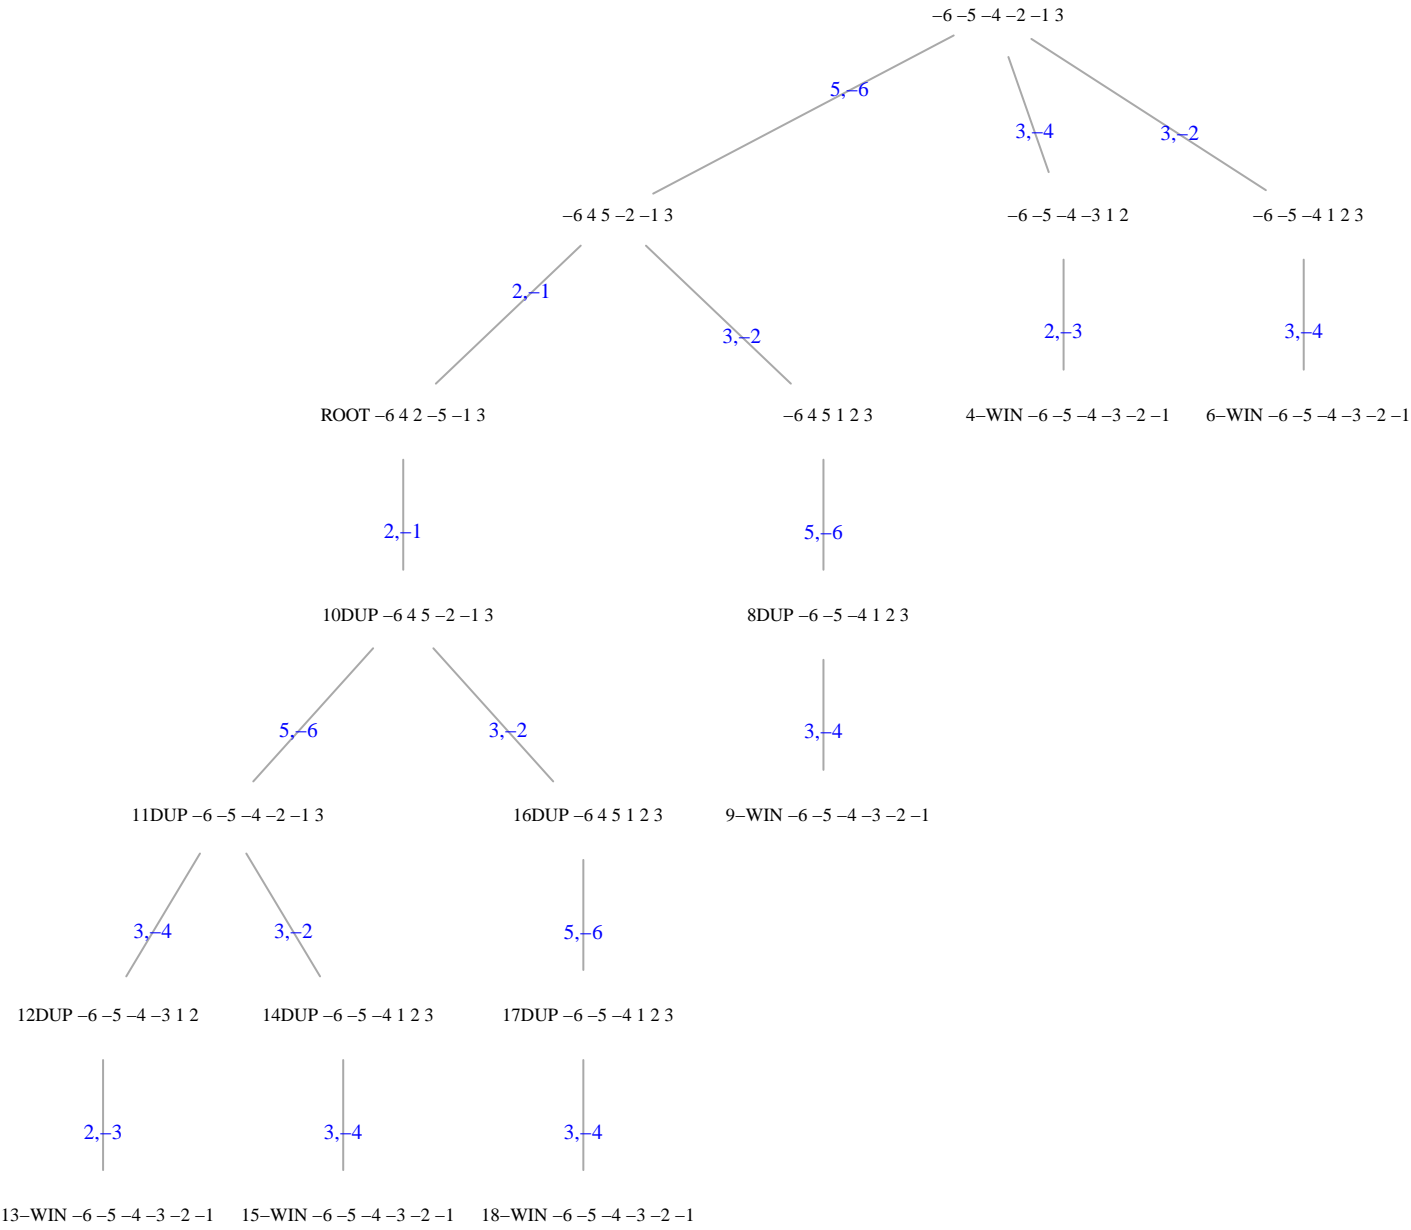 –6 –5 –4 –2 –1 3
5,–6
3,–4
3,–2
–6 4 5 –2 –1 3
–6 –5 –4 –3 1 2
–6 –5 –4 1 2 3
2,–1
3,–2
2,–3
3,–4
ROOT –6 4 2 –5 –1 3
–6 4 5 1 2 3
4–WIN –6 –5 –4 –3 –2 –1
6–WIN –6 –5 –4 –3 –2 –1
2,–1
5,–6
10DUP –6 4 5 –2 –1 3
8DUP –6 –5 –4 1 2 3
5,–6
3,–2
3,–4
11DUP –6 –5 –4 –2 –1 3
16DUP –6 4 5 1 2 3
9–WIN –6 –5 –4 –3 –2 –1
3,–4
3,–2
5,–6
12DUP –6 –5 –4 –3 1 2
14DUP –6 –5 –4 1 2 3
17DUP –6 –5 –4 1 2 3
2,–3
3,–4
3,–4
13–WIN –6 –5 –4 –3 –2 –1
15–WIN –6 –5 –4 –3 –2 –1
18–WIN –6 –5 –4 –3 –2 –1